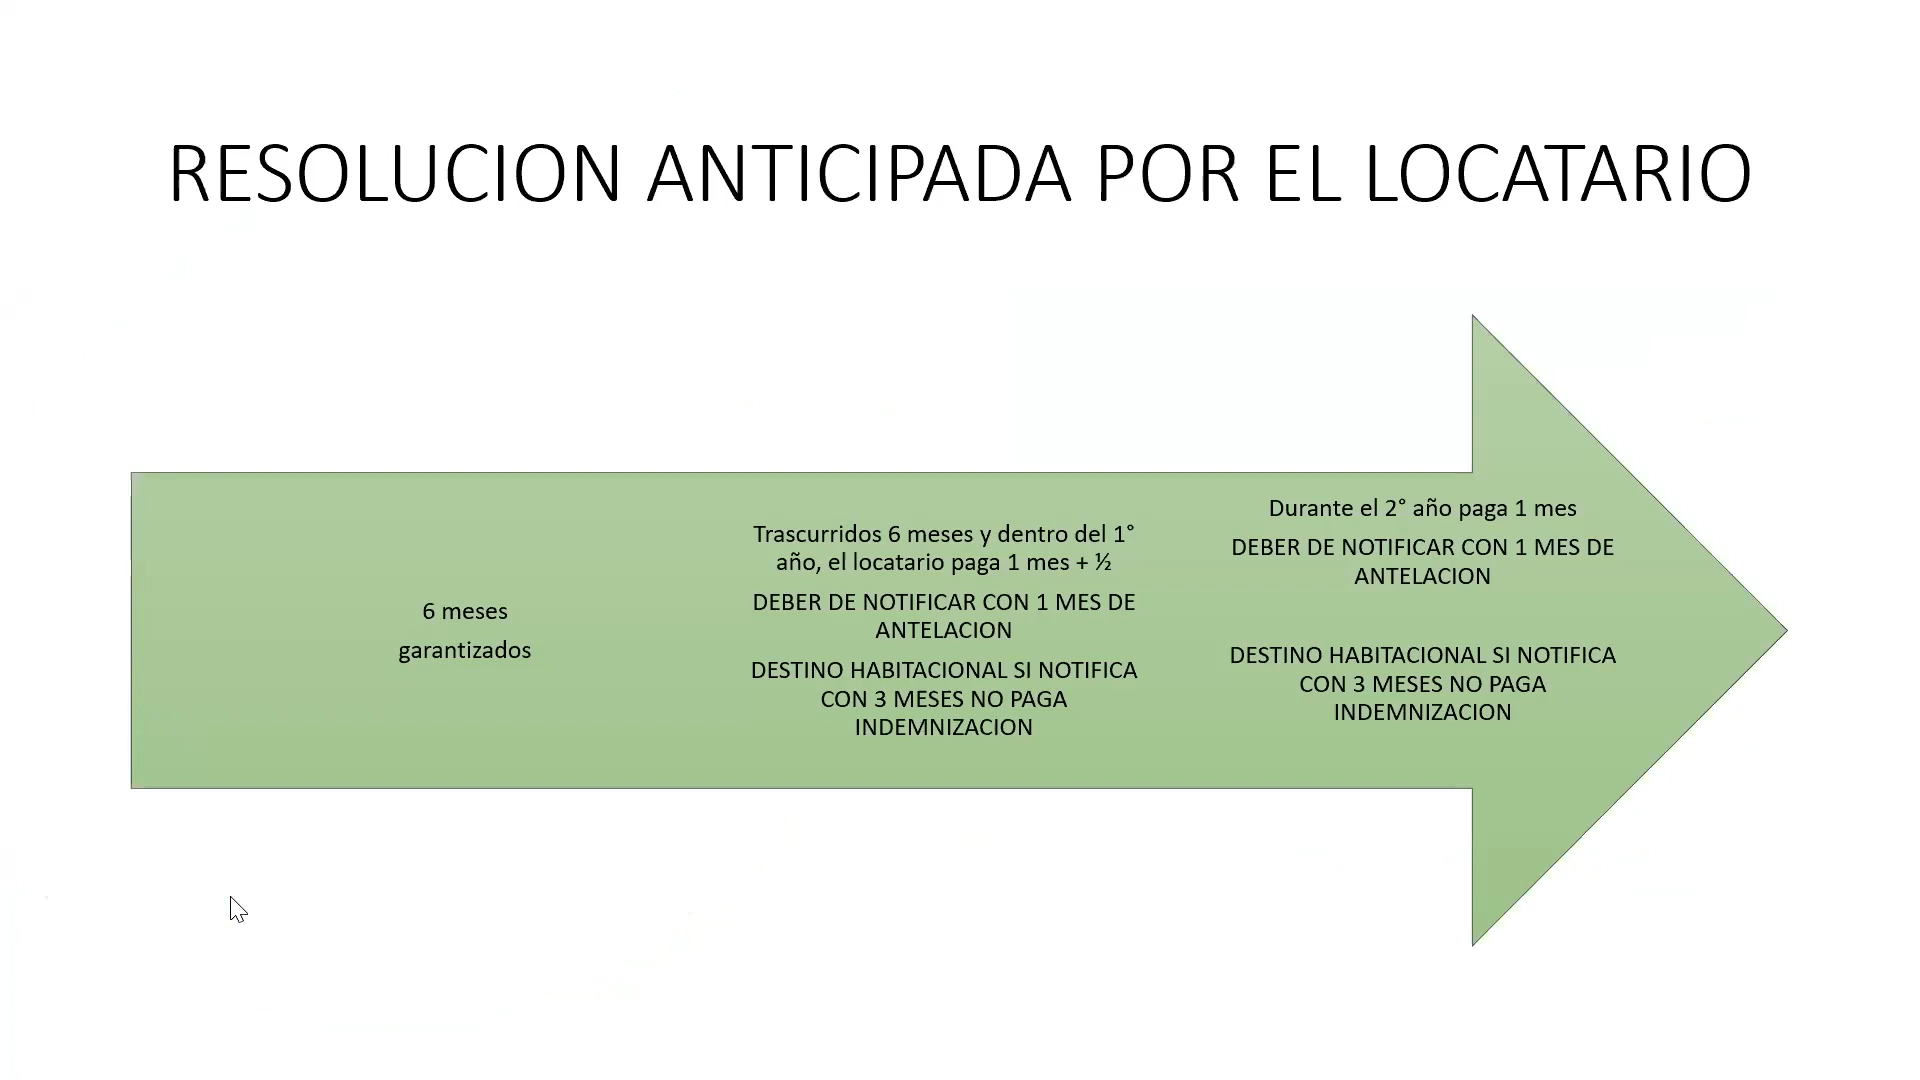 RESOLUCION ANTICIPADA POR EL LOCATARIO
6 meses
garantizados
Trascurridos 6 meses y dentro del 1°
año, el locatario paga 1 mes + ½
DEBER DE NOTIFICAR CON 1 MES DE
ANTELACION
DESTINO HABITACIONAL SI NOTIFICA
CON 3 MESES NO PAGA
INDEMNIZACION
Durante el 2° año paga 1 mes
DEBER DE NOTIFICAR CON 1 MES DE
ANTELACION
DESTINO HABITACIONAL SI NOTIFICA
CON 3 MESES NO PAGA
INDEMNIZACION